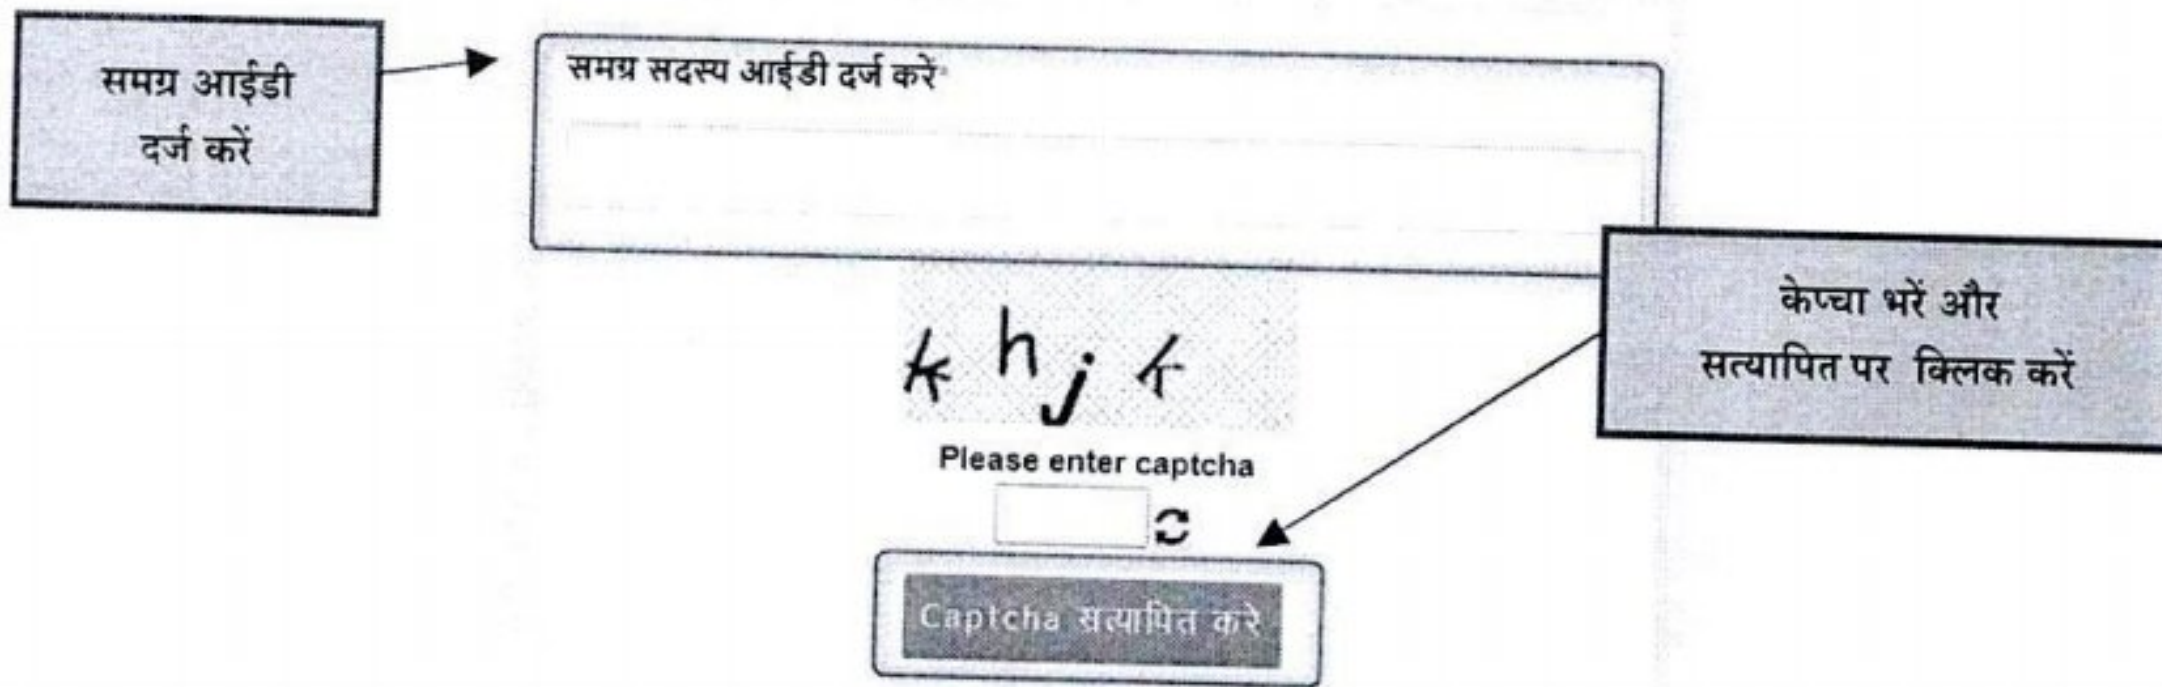 समग्र आईडी
दर्ज करें
समग्र सदस्य आईडी दर्ज करें
केप्चा भरें और
सत्यापित पर क्लिक करें
k h j k
Please enter captcha
Captcha सत्यापित करे